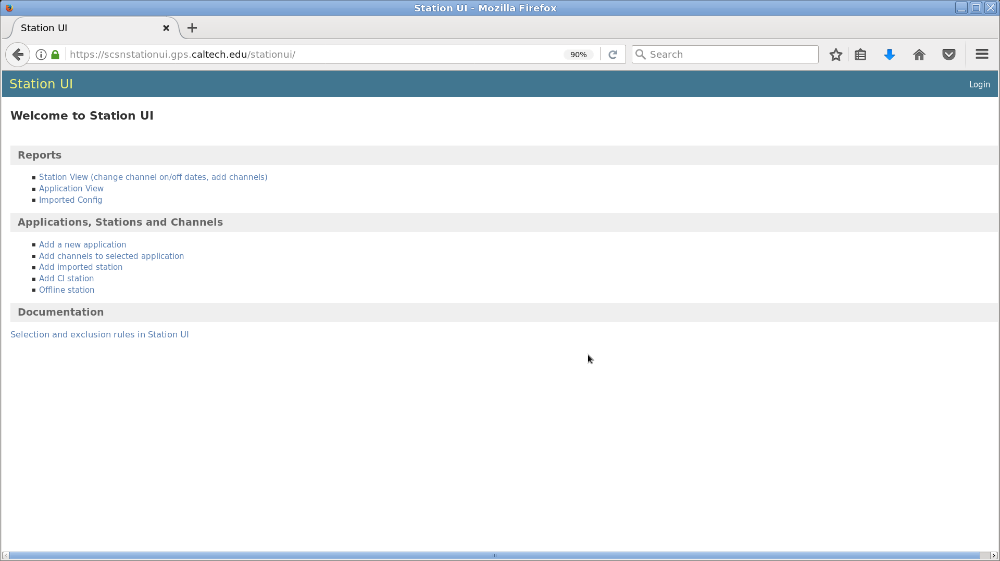 Station UI - Mozilla Firefox
Station UI
https://scsnstationui.gps.caltech.edu/stationui/
90%
Search
Station UI
Login
Welcome to Station UI
Reports
Station View (change channel on/off dates, add channels)
Application View
Imported Config
Applications, Stations and Channels
Add a new application
Add channels to selected application
Add imported station
Add CI station
Offline station
Documentation
Selection and exclusion rules in Station UI